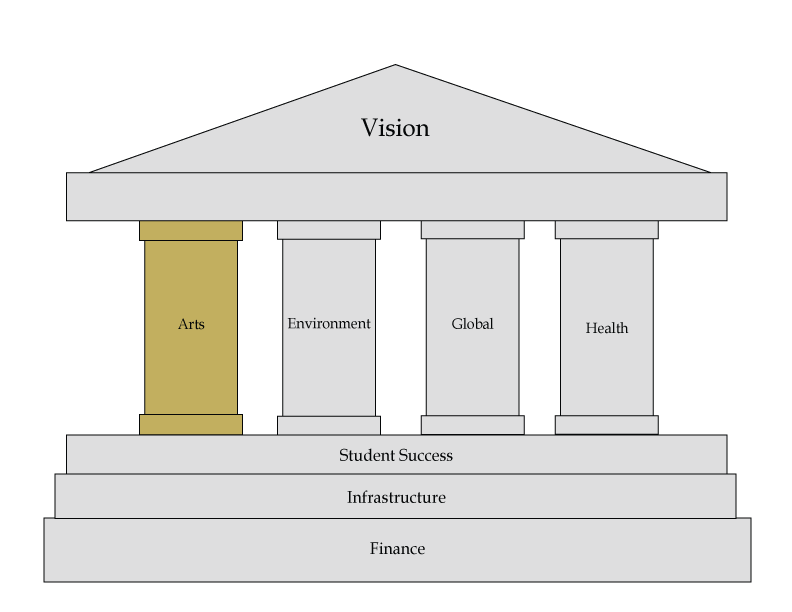 Vision
Arts
Environment
Global
Health
Student Success
Infrastructure
Finance